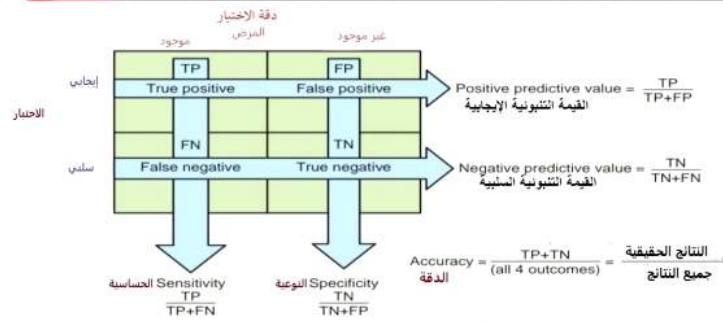 دقة الاختبار
المرض
موجود
غير موجود
TP
FP
إيجابي
True positive
False positive
Positive predictive value = TP
TP+FP
القيمة التنبوئية الإيجابية
الاختبار
FN
TN
سلبي
False negative
True negative
Negative predictive value = TN
TN+FN
القيمة التنبوئية السلبية
Accuracy = TP+TN = النتائج الحقيقية
(all 4 outcomes) جميع النتائج
الدقة
الحساسية Sensitivity
TP
TP+FN
النوعية Specificity
TN
TN+FP